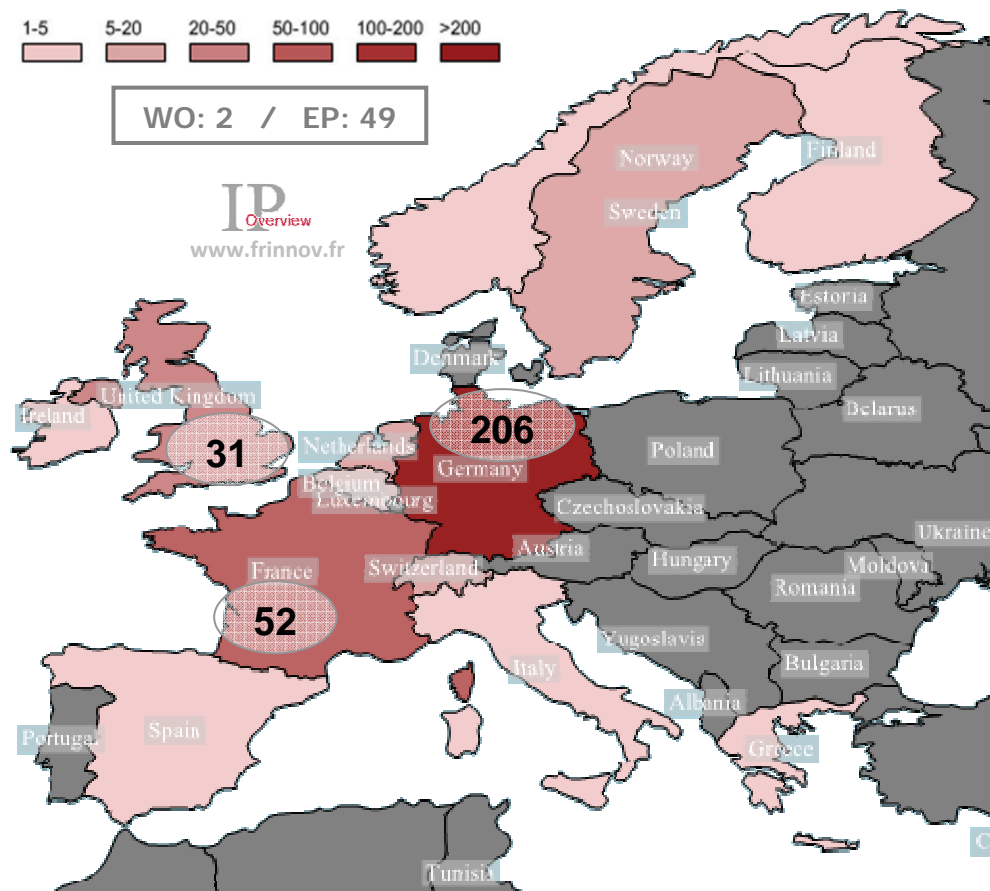 1-5 5-20 20-50 50-100 100-200 >200
WO: 2 / EP: 49
IP
Overview
www.frinnov.fr
Norway
Finland
Sweden
Estoria
Latvia
Denmark
Lithuania
United Kingdom
Belarus
Ireland
206
31
Netherlands
Poland
Germany
Belgium
Luxembourg
Czechoslovakia
Ukraine
Austria
Hungary
France
Switzerland
Moldova
Romania
52
Yugoslavia
Italy
Bulgaria
Albania
Spain
Portugal
Greece
C
Tunisia